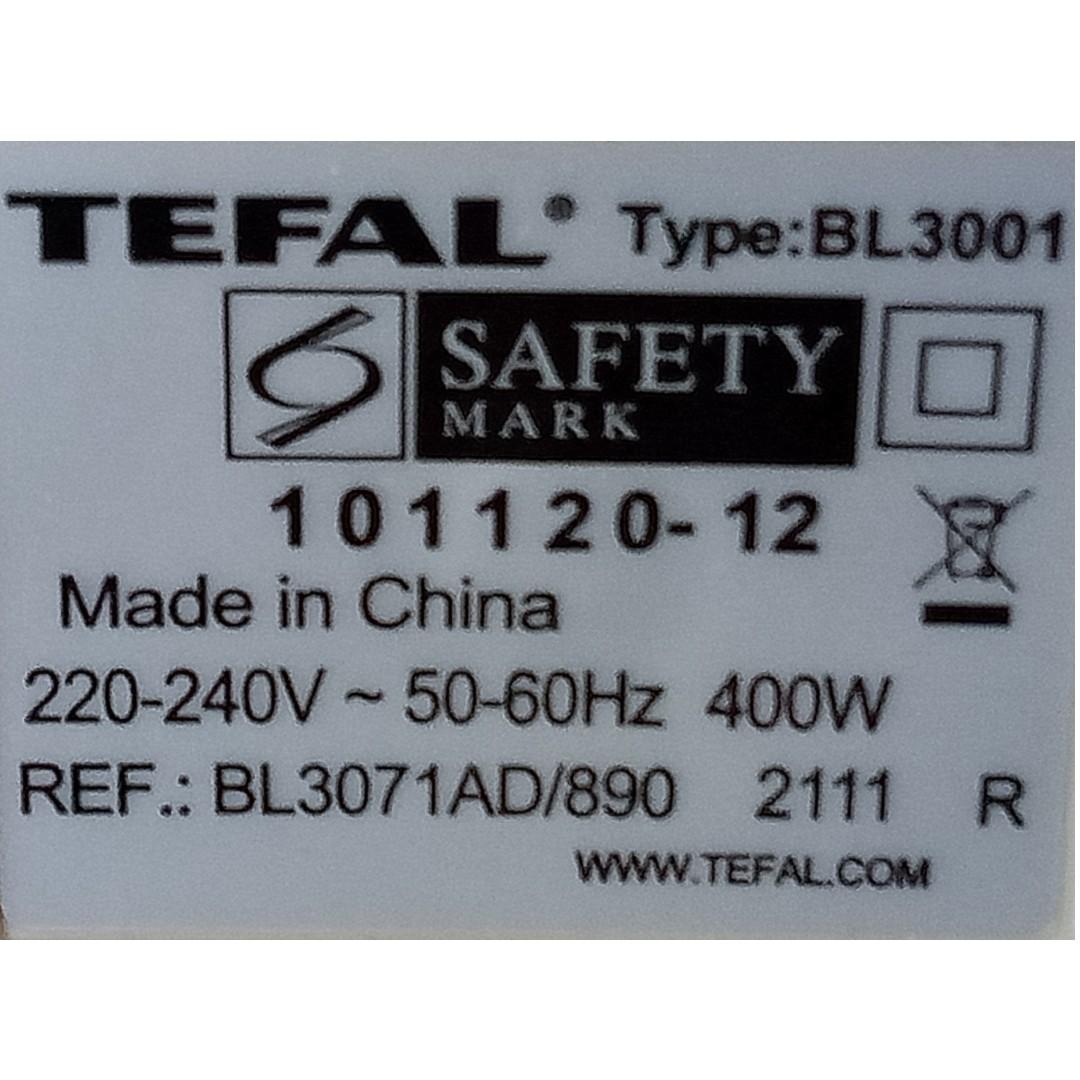 TEFAL® Type:BL3001
SAFETY
MARK
101120-12
Made in China
220-240V ~ 50-60Hz 400W
REF.: BL3071AD/890 2111 R
WWW.TEFAL.COM